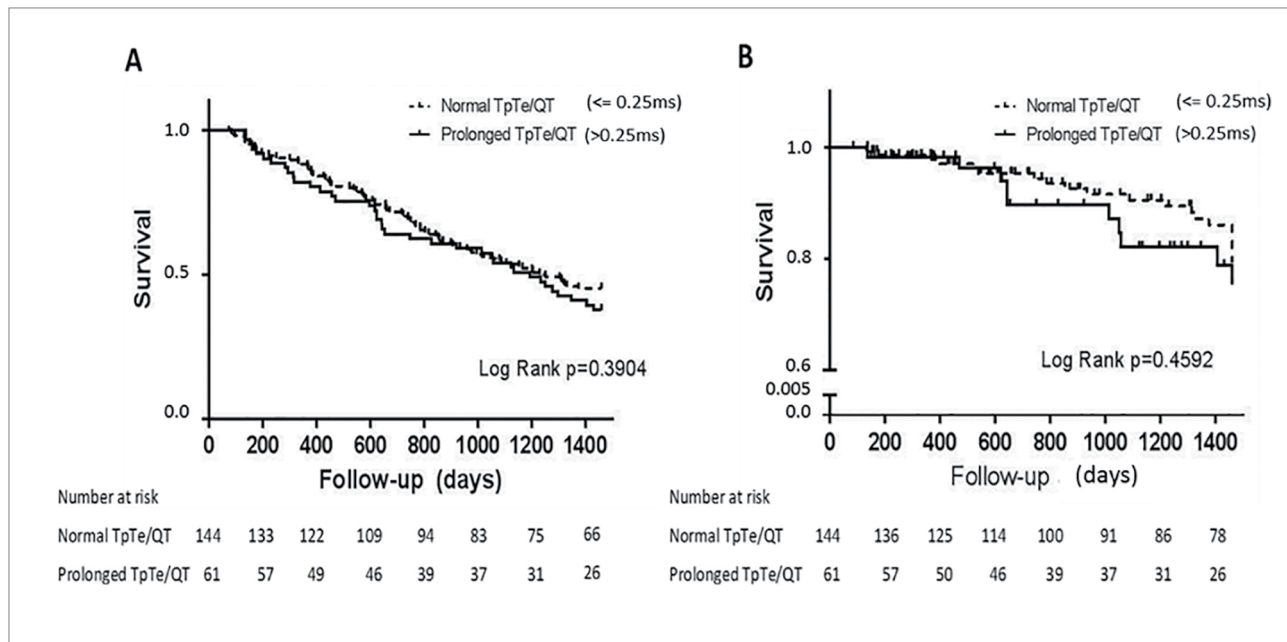 A
Normal TpTe/QT (<= 0.25ms)
Prolonged TpTe/QT (>0.25ms)
1.0
0.5
0.0
Survival
0 200 400 600 800 1000 1200 1400
Follow-up (days)
Log Rank p=0.3904
Number at risk
Normal TpTe/QT 144 133 122 109 94 83 75 66
Prolonged TpTe/QT 61 57 49 46 39 37 31 26
B
Normal TpTe/QT (<= 0.25ms)
Prolonged TpTe/QT (>0.25ms)
1.0
0.8
0.6
0.005
0.0
Survival
0 200 400 600 800 1000 1200 1400
Follow-up (days)
Log Rank p=0.4592
Number at risk
Normal TpTe/QT 144 136 125 114 100 91 86 78
Prolonged TpTe/QT 61 57 50 46 39 37 31 26